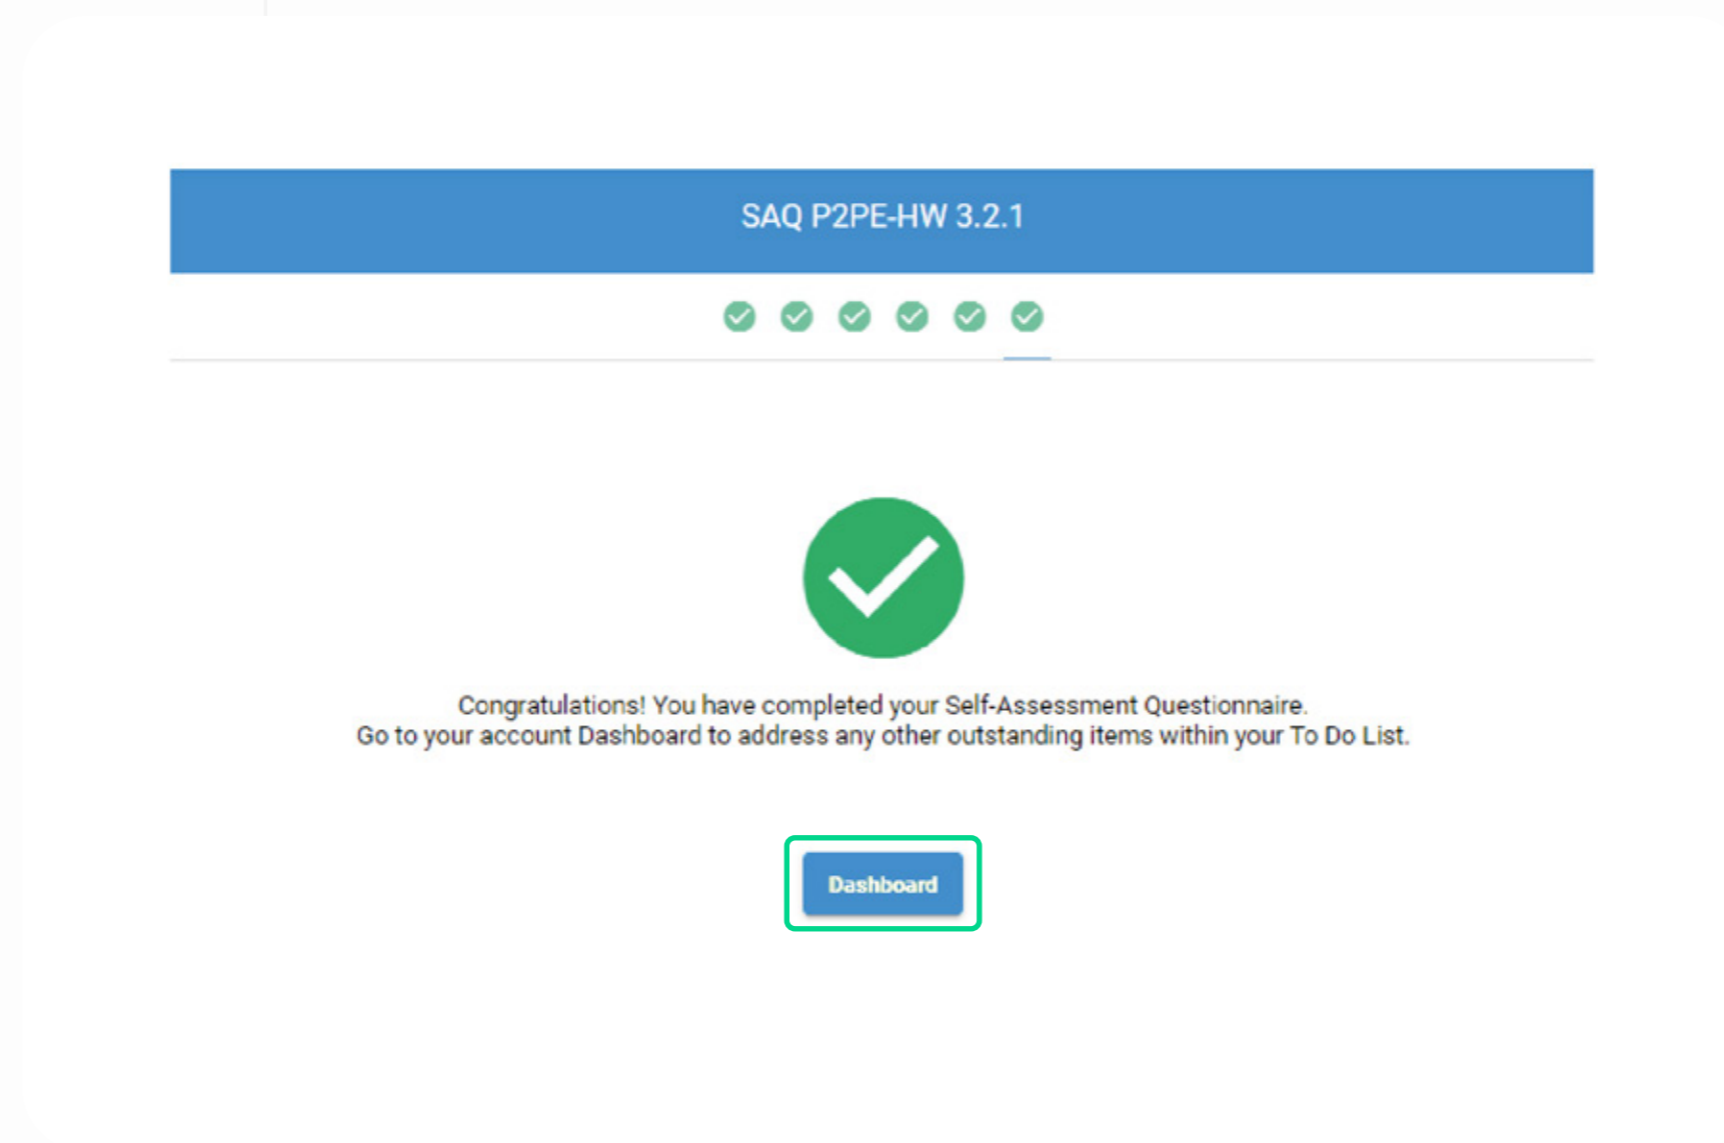 SAQ P2PE-HW 3.2.1
Congratulations! You have completed your Self-Assessment Questionnaire.
Go to your account Dashboard to address any other outstanding items within your To Do List.
Dashboard